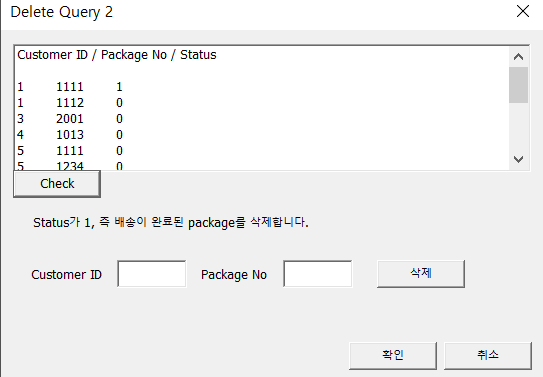 Delete Query 2
Customer ID / Package No / Status
1 1111 1
1 1112 0
3 2001 0
4 1013 0
5 1111 0
5 1234 0
Check
Status가 1, 즉 배송이 완료된 package를 삭제합니다.
Customer ID Package No 삭제
확인 취소